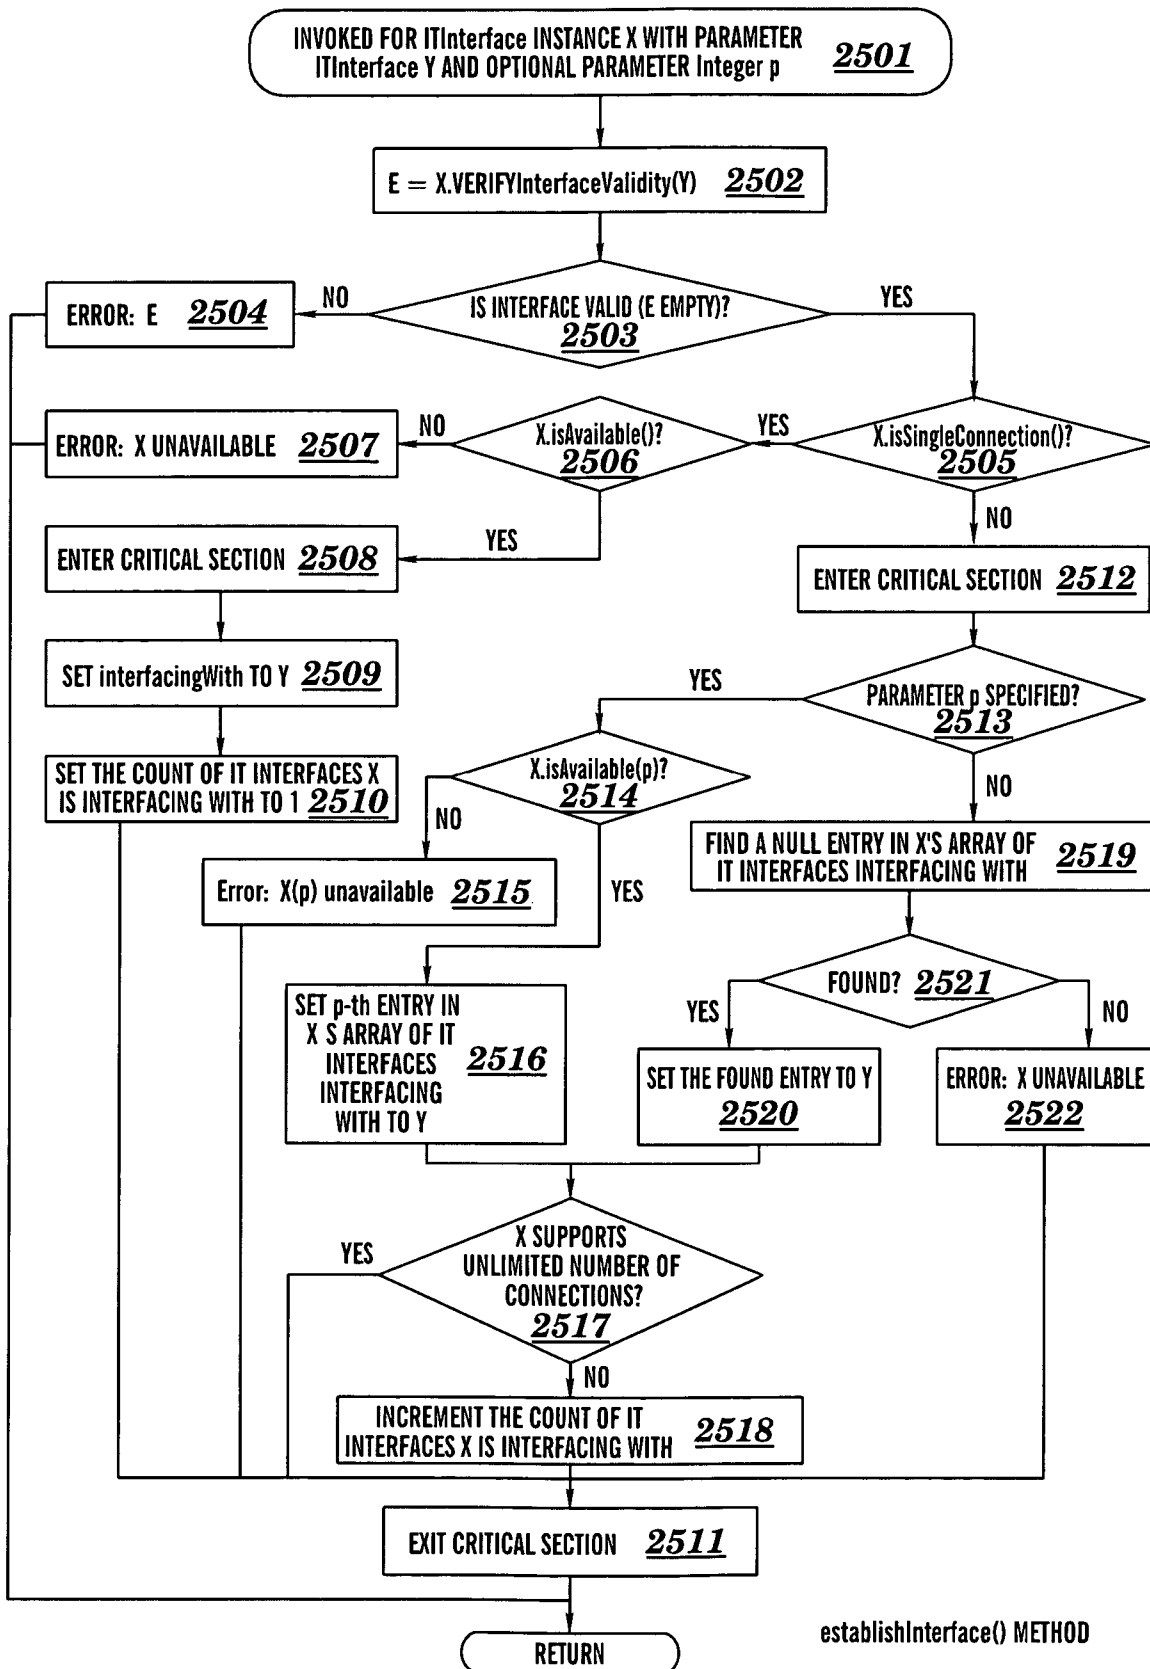 INVOKED FOR ITInterface INSTANCE X WITH PARAMETER
ITInterface Y AND OPTIONAL PARAMETER Integer p 2501
E = X.VERIFYInterfaceValidity(Y) 2502
IS INTERFACE VALID (E EMPTY)?
2503
NO
YES
ERROR: E 2504
X.isSingleConnection()?
2505
YES
NO
X.isAvailable()?
2506
NO
YES
ERROR: X UNAVAILABLE 2507
ENTER CRITICAL SECTION 2508
ENTER CRITICAL SECTION 2512
SET interfacingWith TO Y 2509
PARAMETER p SPECIFIED?
2513
YES
NO
SET THE COUNT OF IT INTERFACES X
IS INTERFACING WITH TO 1 2510
X.isAvailable(p)?
2514
NO
YES
FIND A NULL ENTRY IN X'S ARRAY OF
IT INTERFACES INTERFACING WITH 2519
Error: X(p) unavailable 2515
FOUND? 2521
YES
NO
SET p-th ENTRY IN
X S ARRAY OF IT
INTERFACES
INTERFACING
WITH TO Y
2516
SET THE FOUND ENTRY TO Y
2520
ERROR: X UNAVAILABLE
2522
X SUPPORTS
UNLIMITED NUMBER OF
CONNECTIONS?
2517
YES
NO
INCREMENT THE COUNT OF IT
INTERFACES X IS INTERFACING WITH 2518
EXIT CRITICAL SECTION 2511
RETURN
establishInterface() METHOD